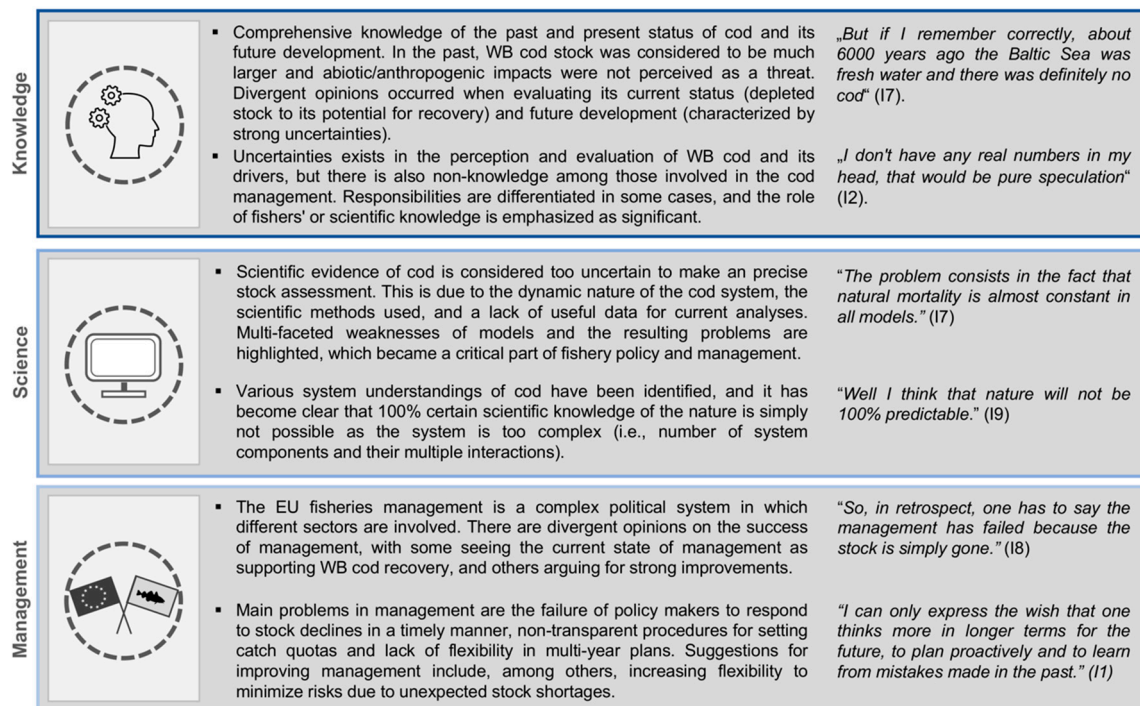 Knowledge
▪ Comprehensive knowledge of the past and present status of cod and its
future development. In the past, WB cod stock was considered to be much
larger and abiotic/anthropogenic impacts were not perceived as a threat.
Divergent opinions occurred when evaluating its current status (depleted
stock to its potential for recovery) and future development (characterized by
strong uncertainties).
▪ Uncertainties exists in the perception and evaluation of WB cod and its
drivers, but there is also non-knowledge among those involved in the cod
management. Responsibilities are differentiated in some cases, and the role
of fishers' or scientific knowledge is emphasized as significant.
„But if I remember correctly, about
6000 years ago the Baltic Sea was
fresh water and there was definitely no
cod“ (I7).
„I don't have any real numbers in my
head, that would be pure speculation“
(I2).
Science
▪ Scientific evidence of cod is considered too uncertain to make an precise
stock assessment. This is due to the dynamic nature of the cod system, the
scientific methods used, and a lack of useful data for current analyses.
Multi-faceted weaknesses of models and the resulting problems are
highlighted, which became a critical part of fishery policy and management.
▪ Various system understandings of cod have been identified, and it has
become clear that 100% certain scientific knowledge of the nature is simply
not possible as the system is too complex (i.e., number of system
components and their multiple interactions).
“The problem consists in the fact that
natural mortality is almost constant in
all models.” (I7)
“Well I think that nature will not be
100% predictable.” (I9)
Management
▪ The EU fisheries management is a complex political system in which
different sectors are involved. There are divergent opinions on the success
of management, with some seeing the current state of management as
supporting WB cod recovery, and others arguing for strong improvements.
▪ Main problems in management are the failure of policy makers to respond
to stock declines in a timely manner, non-transparent procedures for setting
catch quotas and lack of flexibility in multi-year plans. Suggestions for
improving management include, among others, increasing flexibility to
minimize risks due to unexpected stock shortages.
“So, in retrospect, one has to say the
management has failed because the
stock is simply gone.” (I8)
“I can only express the wish that one
thinks more in longer terms for the
future, to plan proactively and to learn
from mistakes made in the past.” (I1)